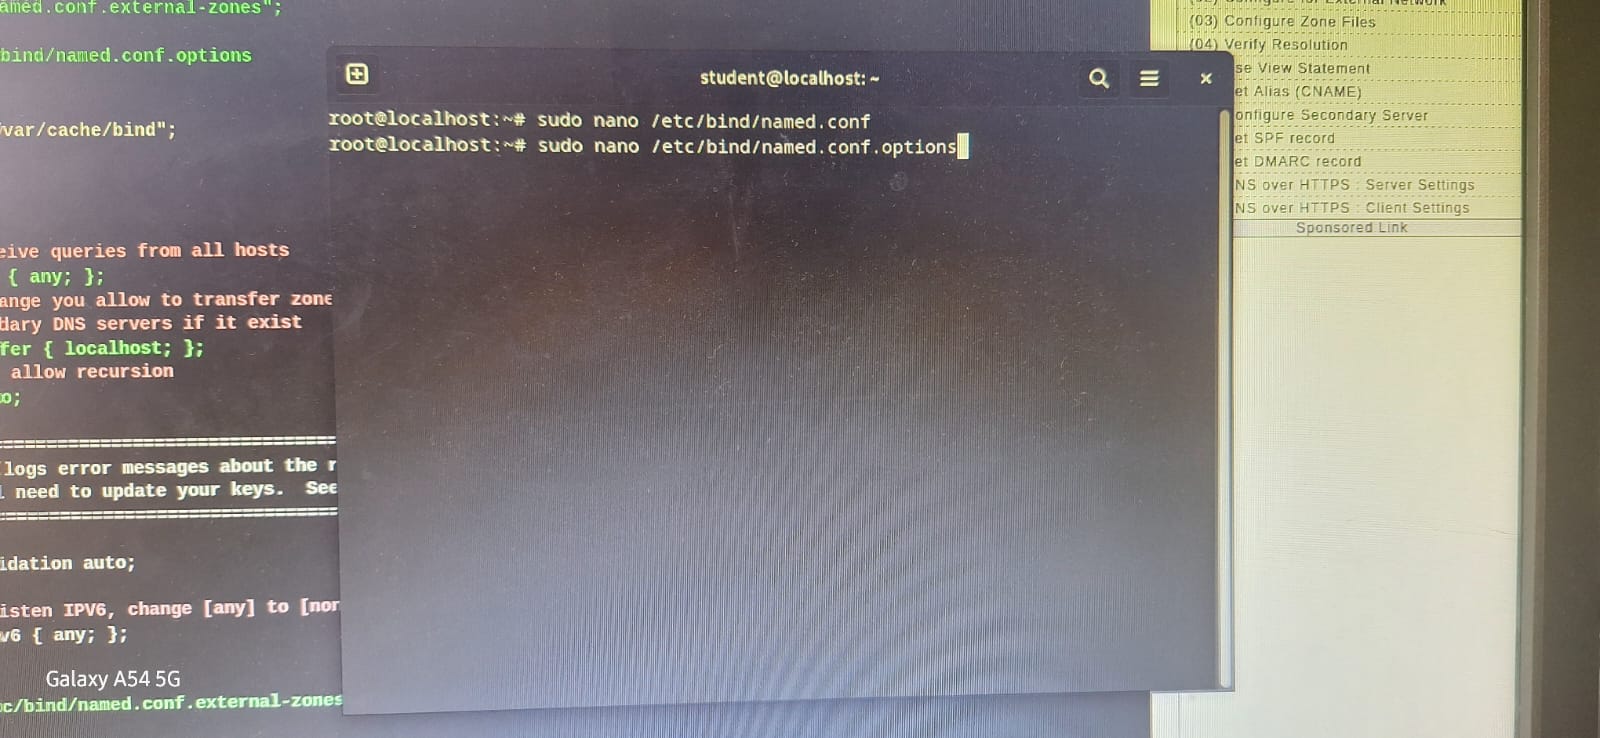 named.conf.external-zones";
bind/named.conf.options
/var/cache/bind";
eive queries from all hosts
{ any; };
ange you allow to transfer zone
dary DNS servers if it exist
fer { localhost; };
allow recursion
o;
logs error messages about the r
need to update your keys. See
idation auto;
isten IPV6, change [any] to [non
v6 { any; };
Galaxy A54 5G
c/bind/named.conf.external-zones
student@localhost: ~
root@localhost:~# sudo nano /etc/bind/named.conf
root@localhost:~# sudo nano /etc/bind/named.conf.options
(03) Configure Zone Files
(04) Verify Resolution
se View Statement
et Alias (CNAME)
onfigure Secondary Server
et SPF record
et DMARC record
NS over HTTPS : Server Settings
NS over HTTPS : Client Settings
Sponsored Link